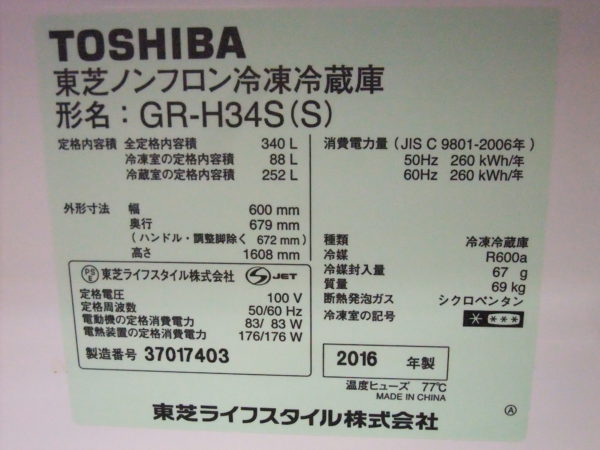 TOSHIBA
東芝ノンフロン冷凍冷蔵庫
形名：GR-H34S(S)
定格内容積 全定格内容積 340 L
冷凍室の定格内容積 88 L
冷蔵室の定格内容積 252 L
外形寸法 幅 600 mm
奥行 679 mm
(ハンドル・調整脚除く 672 mm)
高さ 1608 mm
消費電力量 (JIS C 9801-2006年)
50Hz 260 kWh/年
60Hz 260 kWh/年
種類 冷凍冷蔵庫
冷媒 R600a
冷媒封入量 67 g
質量 69 kg
断熱発泡ガス シクロペンタン
冷凍室の記号 ****
PSE 東芝ライフスタイル株式会社 S JET
定格電圧 100 V
定格周波数 50/60 Hz
電動機の定格消費電力 83/ 83 W
電熱装置の定格消費電力 176/176 W
製造番号 37017403
2016 年製
温度ヒューズ 77℃
MADE IN CHINA
東芝ライフスタイル株式会社
Ⓐ